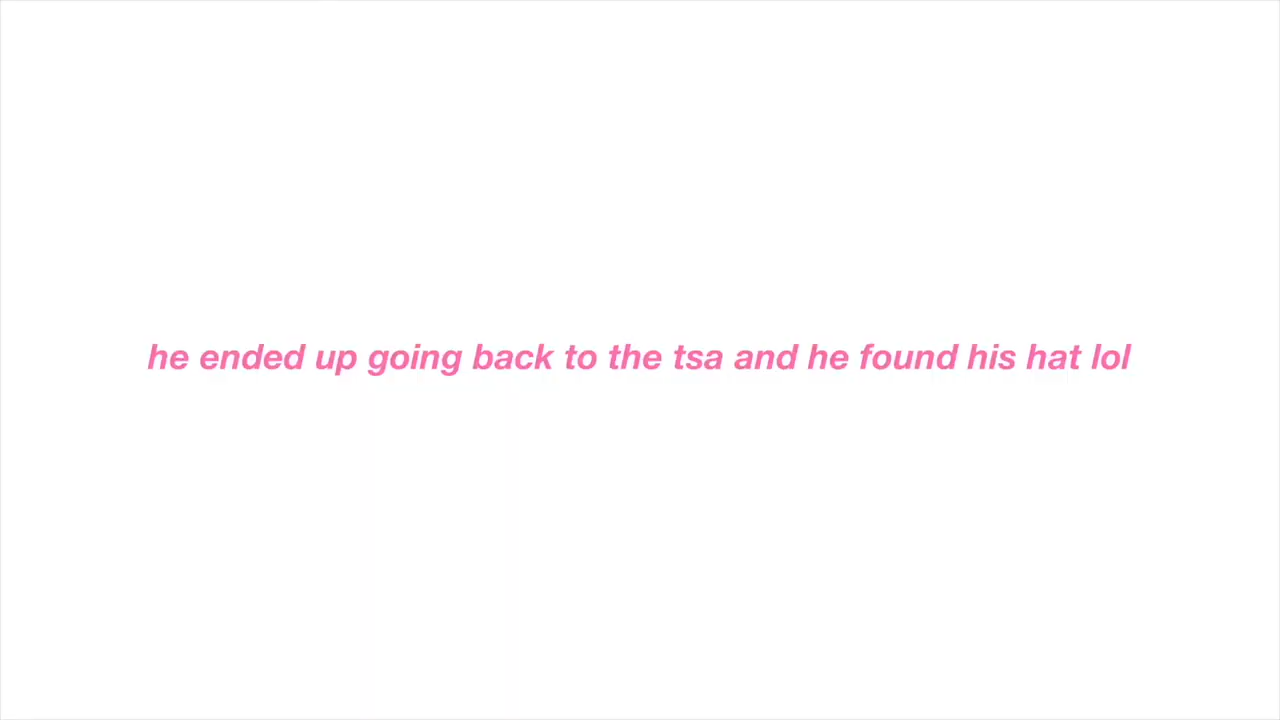 he ended up going back to the tsa and he found his hat lol